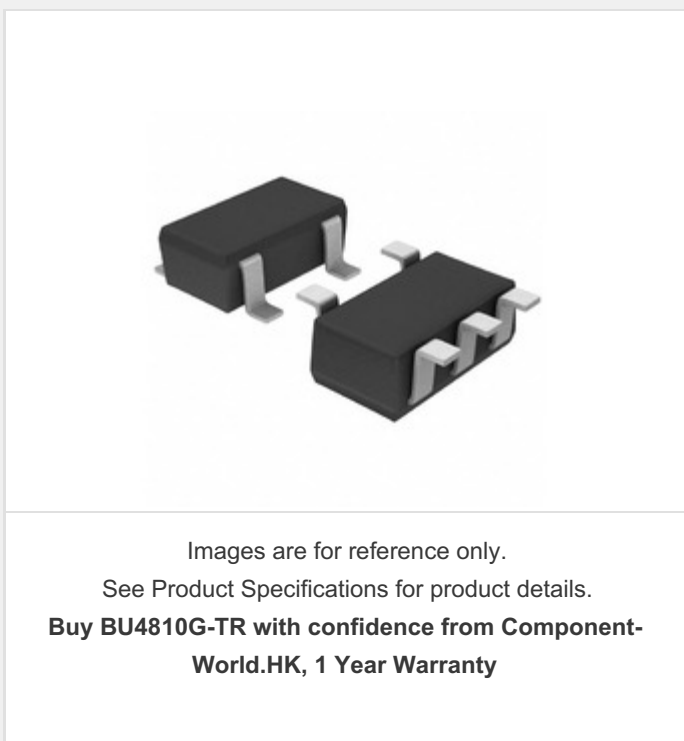 Images are for reference only.
See Product Specifications for product details.
Buy BU4810G-TR with confidence from Component-
World.HK, 1 Year Warranty